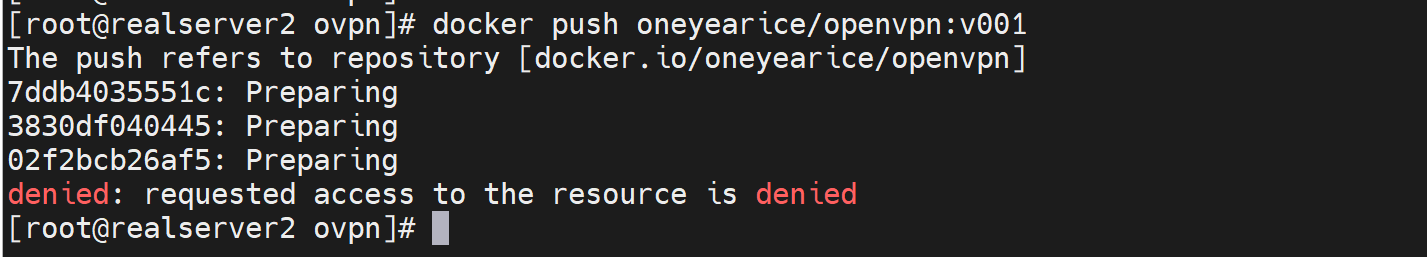 [root@realserver2 ovpn]# docker push oneyearice/openvpn:v001
The push refers to repository [docker.io/oneyearice/openvpn]
7ddb4035551c: Preparing
3830df040445: Preparing
02f2bcb26af5: Preparing
denied: requested access to the resource is denied
[root@realserver2 ovpn]#